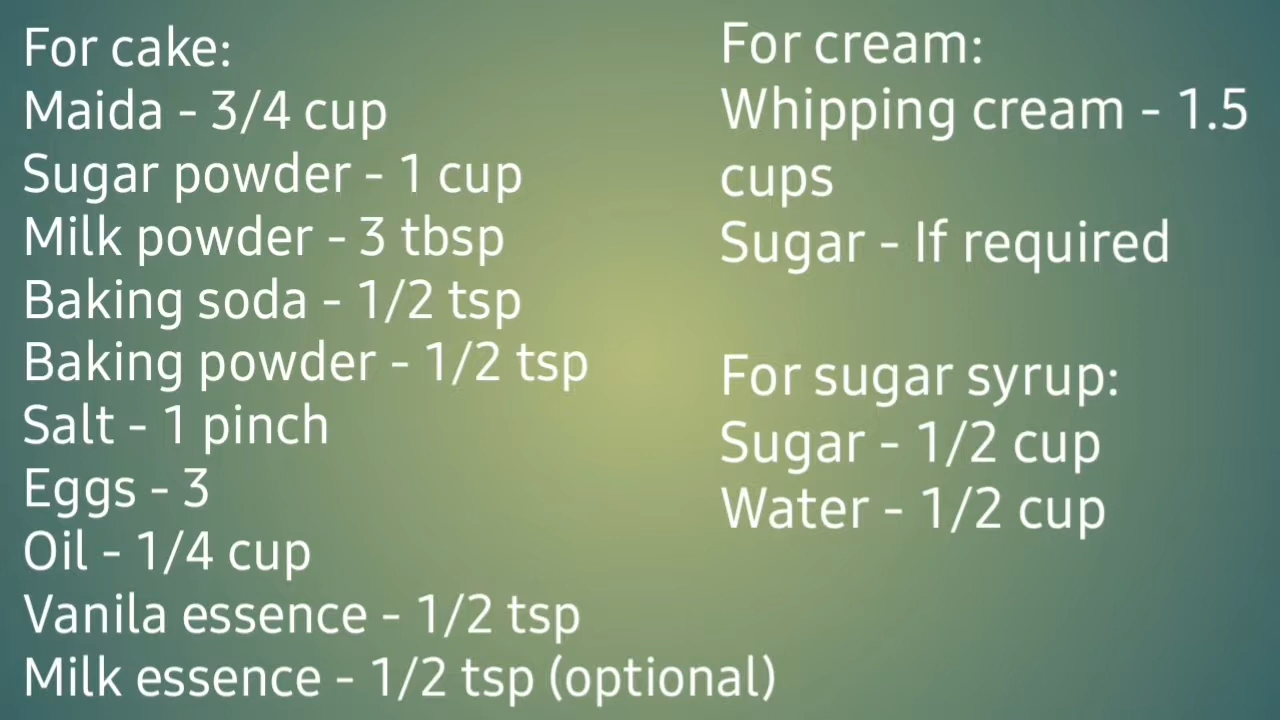 For cake:
Maida - 3/4 cup
Sugar powder - 1 cup
Milk powder - 3 tbsp
Baking soda - 1/2 tsp
Baking powder - 1/2 tsp
Salt - 1 pinch
Eggs - 3
Oil - 1/4 cup
Vanila essence - 1/2 tsp
Milk essence - 1/2 tsp (optional)
For cream:
Whipping cream - 1.5
cups
Sugar - If required
For sugar syrup:
Sugar - 1/2 cup
Water - 1/2 cup